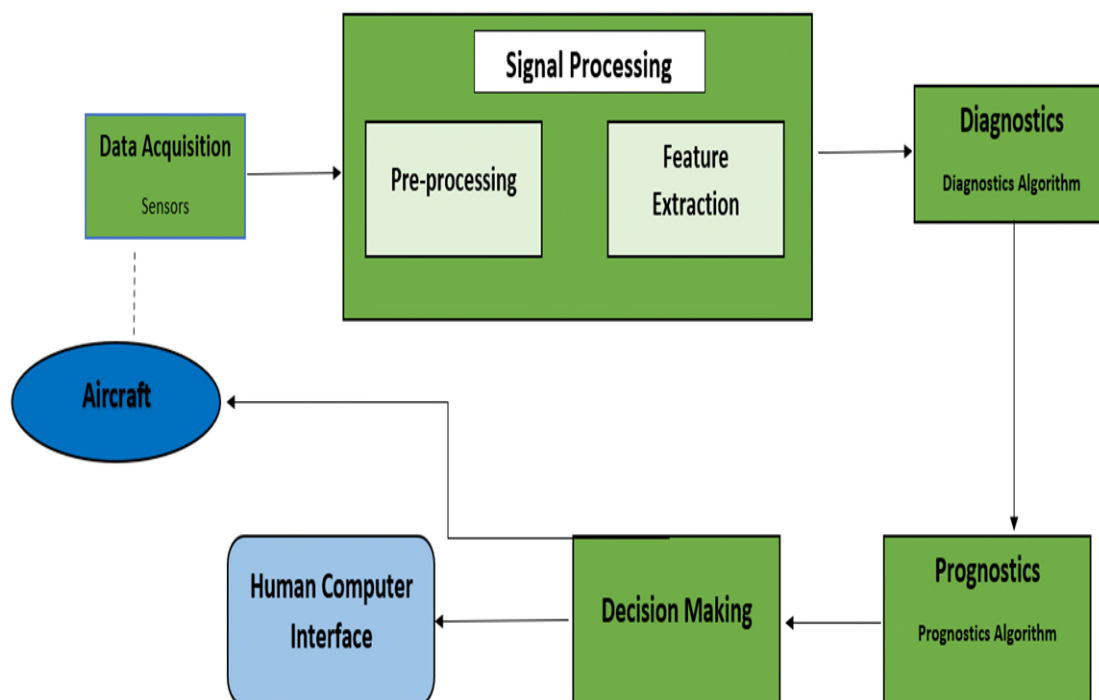 Signal Processing
Data Acquisition
Sensors
Pre-processing
Feature
Extraction
Diagnostics
Diagnostics Algorithm
Aircraft
Human Computer
Interface
Decision Making
Prognostics
Prognostics Algorithm